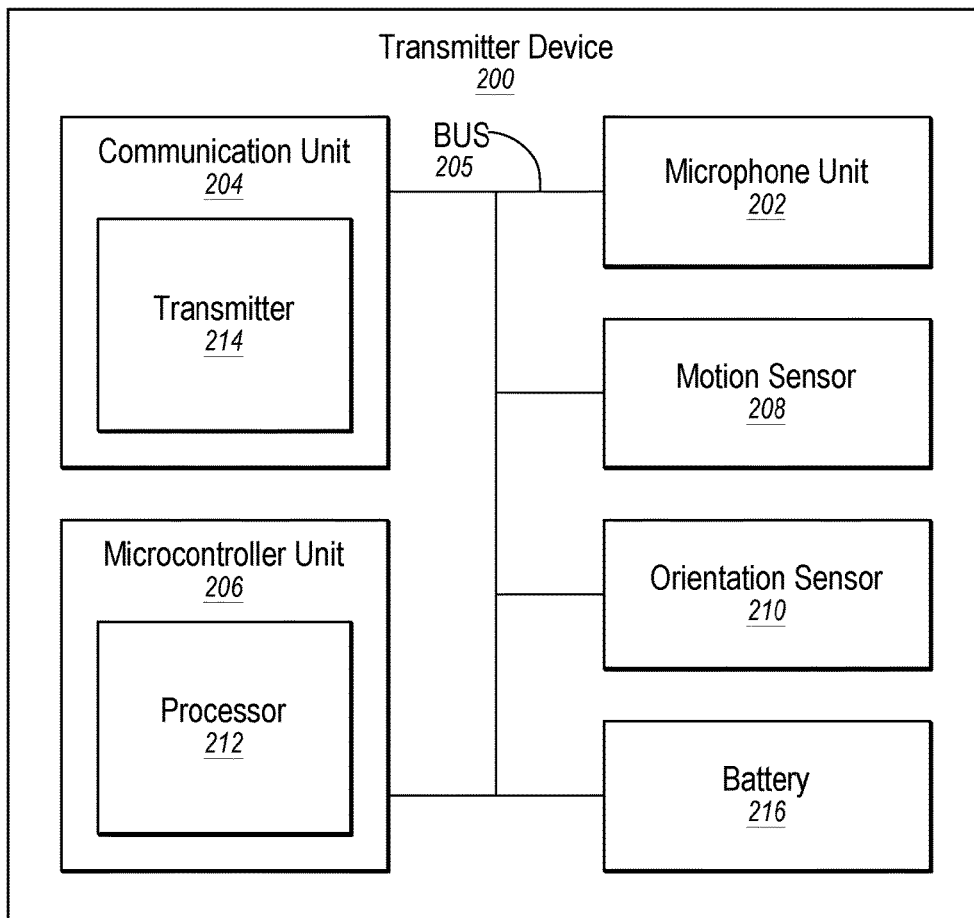 Transmitter Device
200
Communication Unit
204
Transmitter
214
BUS
205
Microphone Unit
202
Motion Sensor
208
Microcontroller Unit
206
Processor
212
Orientation Sensor
210
Battery
216